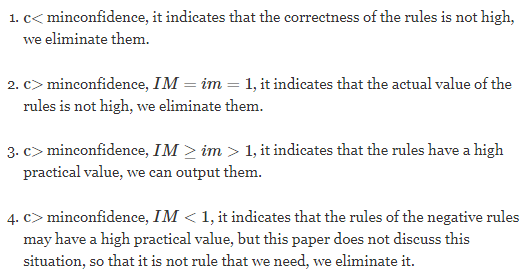 1. c< minconfidence, it indicates that the correctness of the rules is not high,
we eliminate them.
2. c> minconfidence, IM = im = 1, it indicates that the actual value of the
rules is not high, we eliminate them.
3. c> minconfidence, IM ≥ im > 1, it indicates that the rules have a high
practical value, we can output them.
4. c> minconfidence, IM < 1, it indicates that the rules of the negative rules
may have a high practical value, but this paper does not discuss this
situation, so that it is not rule that we need, we eliminate it.